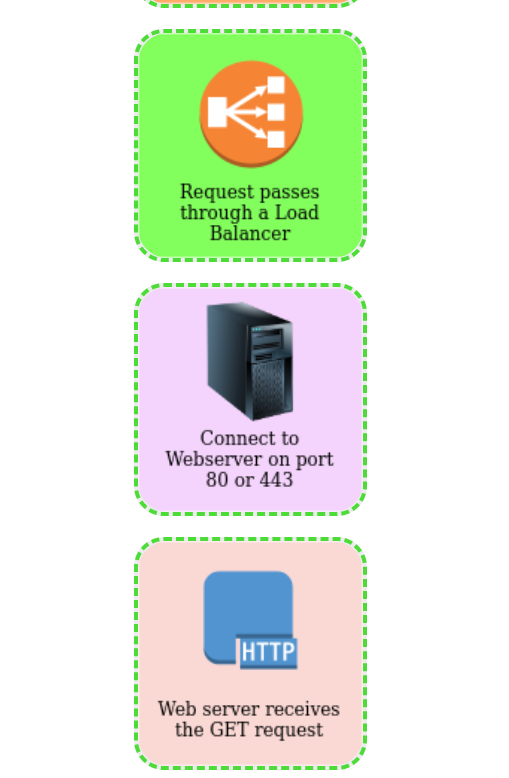 Request passes
through a Load
Balancer
Connect to
Webserver on port
80 or 443
HTTP
Web server receives
the GET request